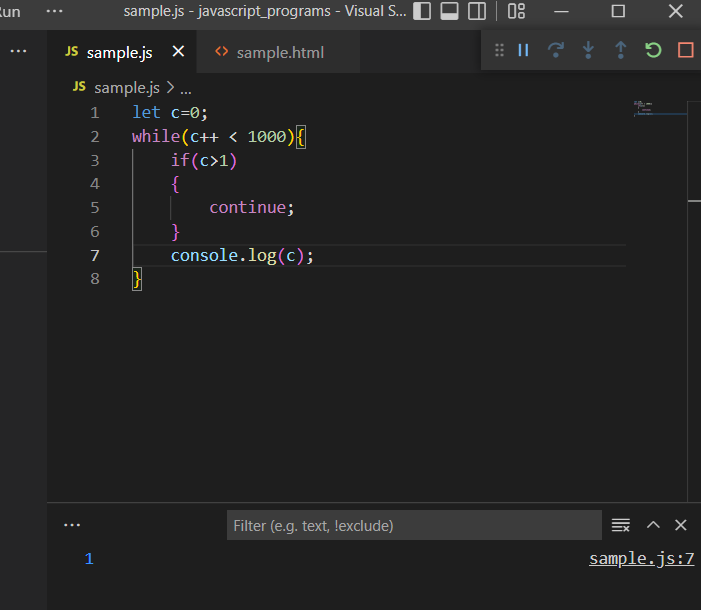 Run ··· sample.js - javascript_programs - Visual S...
··· JS sample.js × <> sample.html
JS sample.js > ...
1 let c=0;
2 while(c++ < 1000){
3 if(c>1)
4 {
5 continue;
6 }
7 console.log(c);
8 }
··· Filter (e.g. text, !exclude)
1 sample.js:7